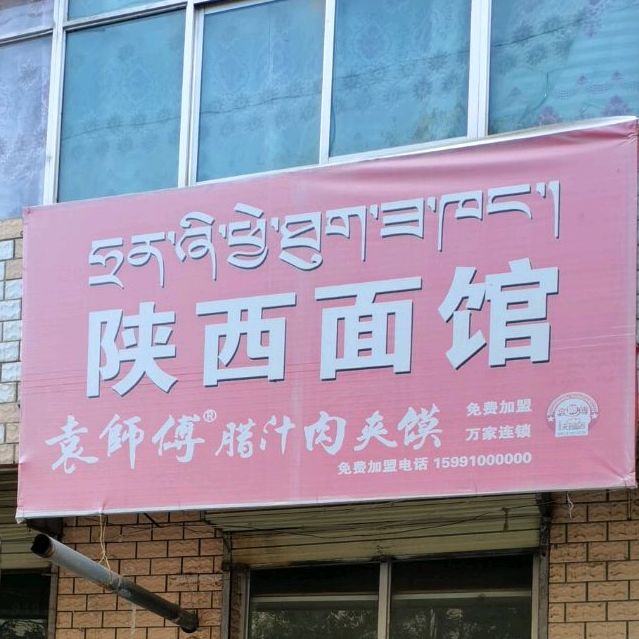 ཧྲན་ཞི་ཕྱེ་ཐུག་ཟ་ཁང་།
陕西面馆
袁師傅® 腊汁肉夹馍
免费加盟
万家连锁
免费加盟电话 15991000000